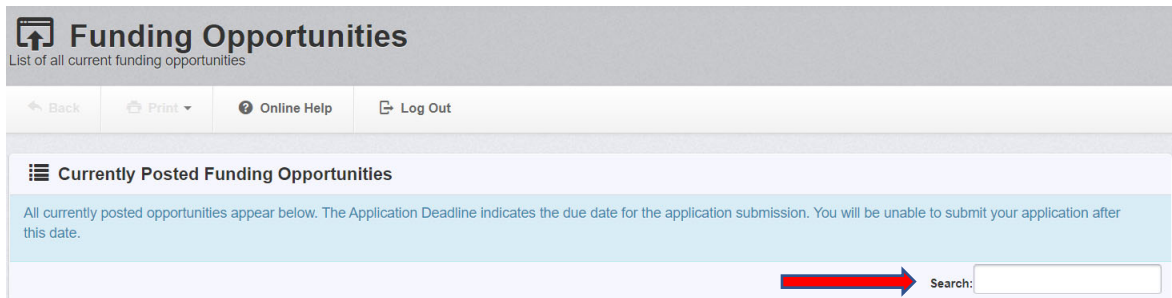 Funding Opportunities
List of all current funding opportunities
Back Print Online Help Log Out
Currently Posted Funding Opportunities
All currently posted opportunities appear below. The Application Deadline indicates the due date for the application submission. You will be unable to submit your application after
this date.
Search: